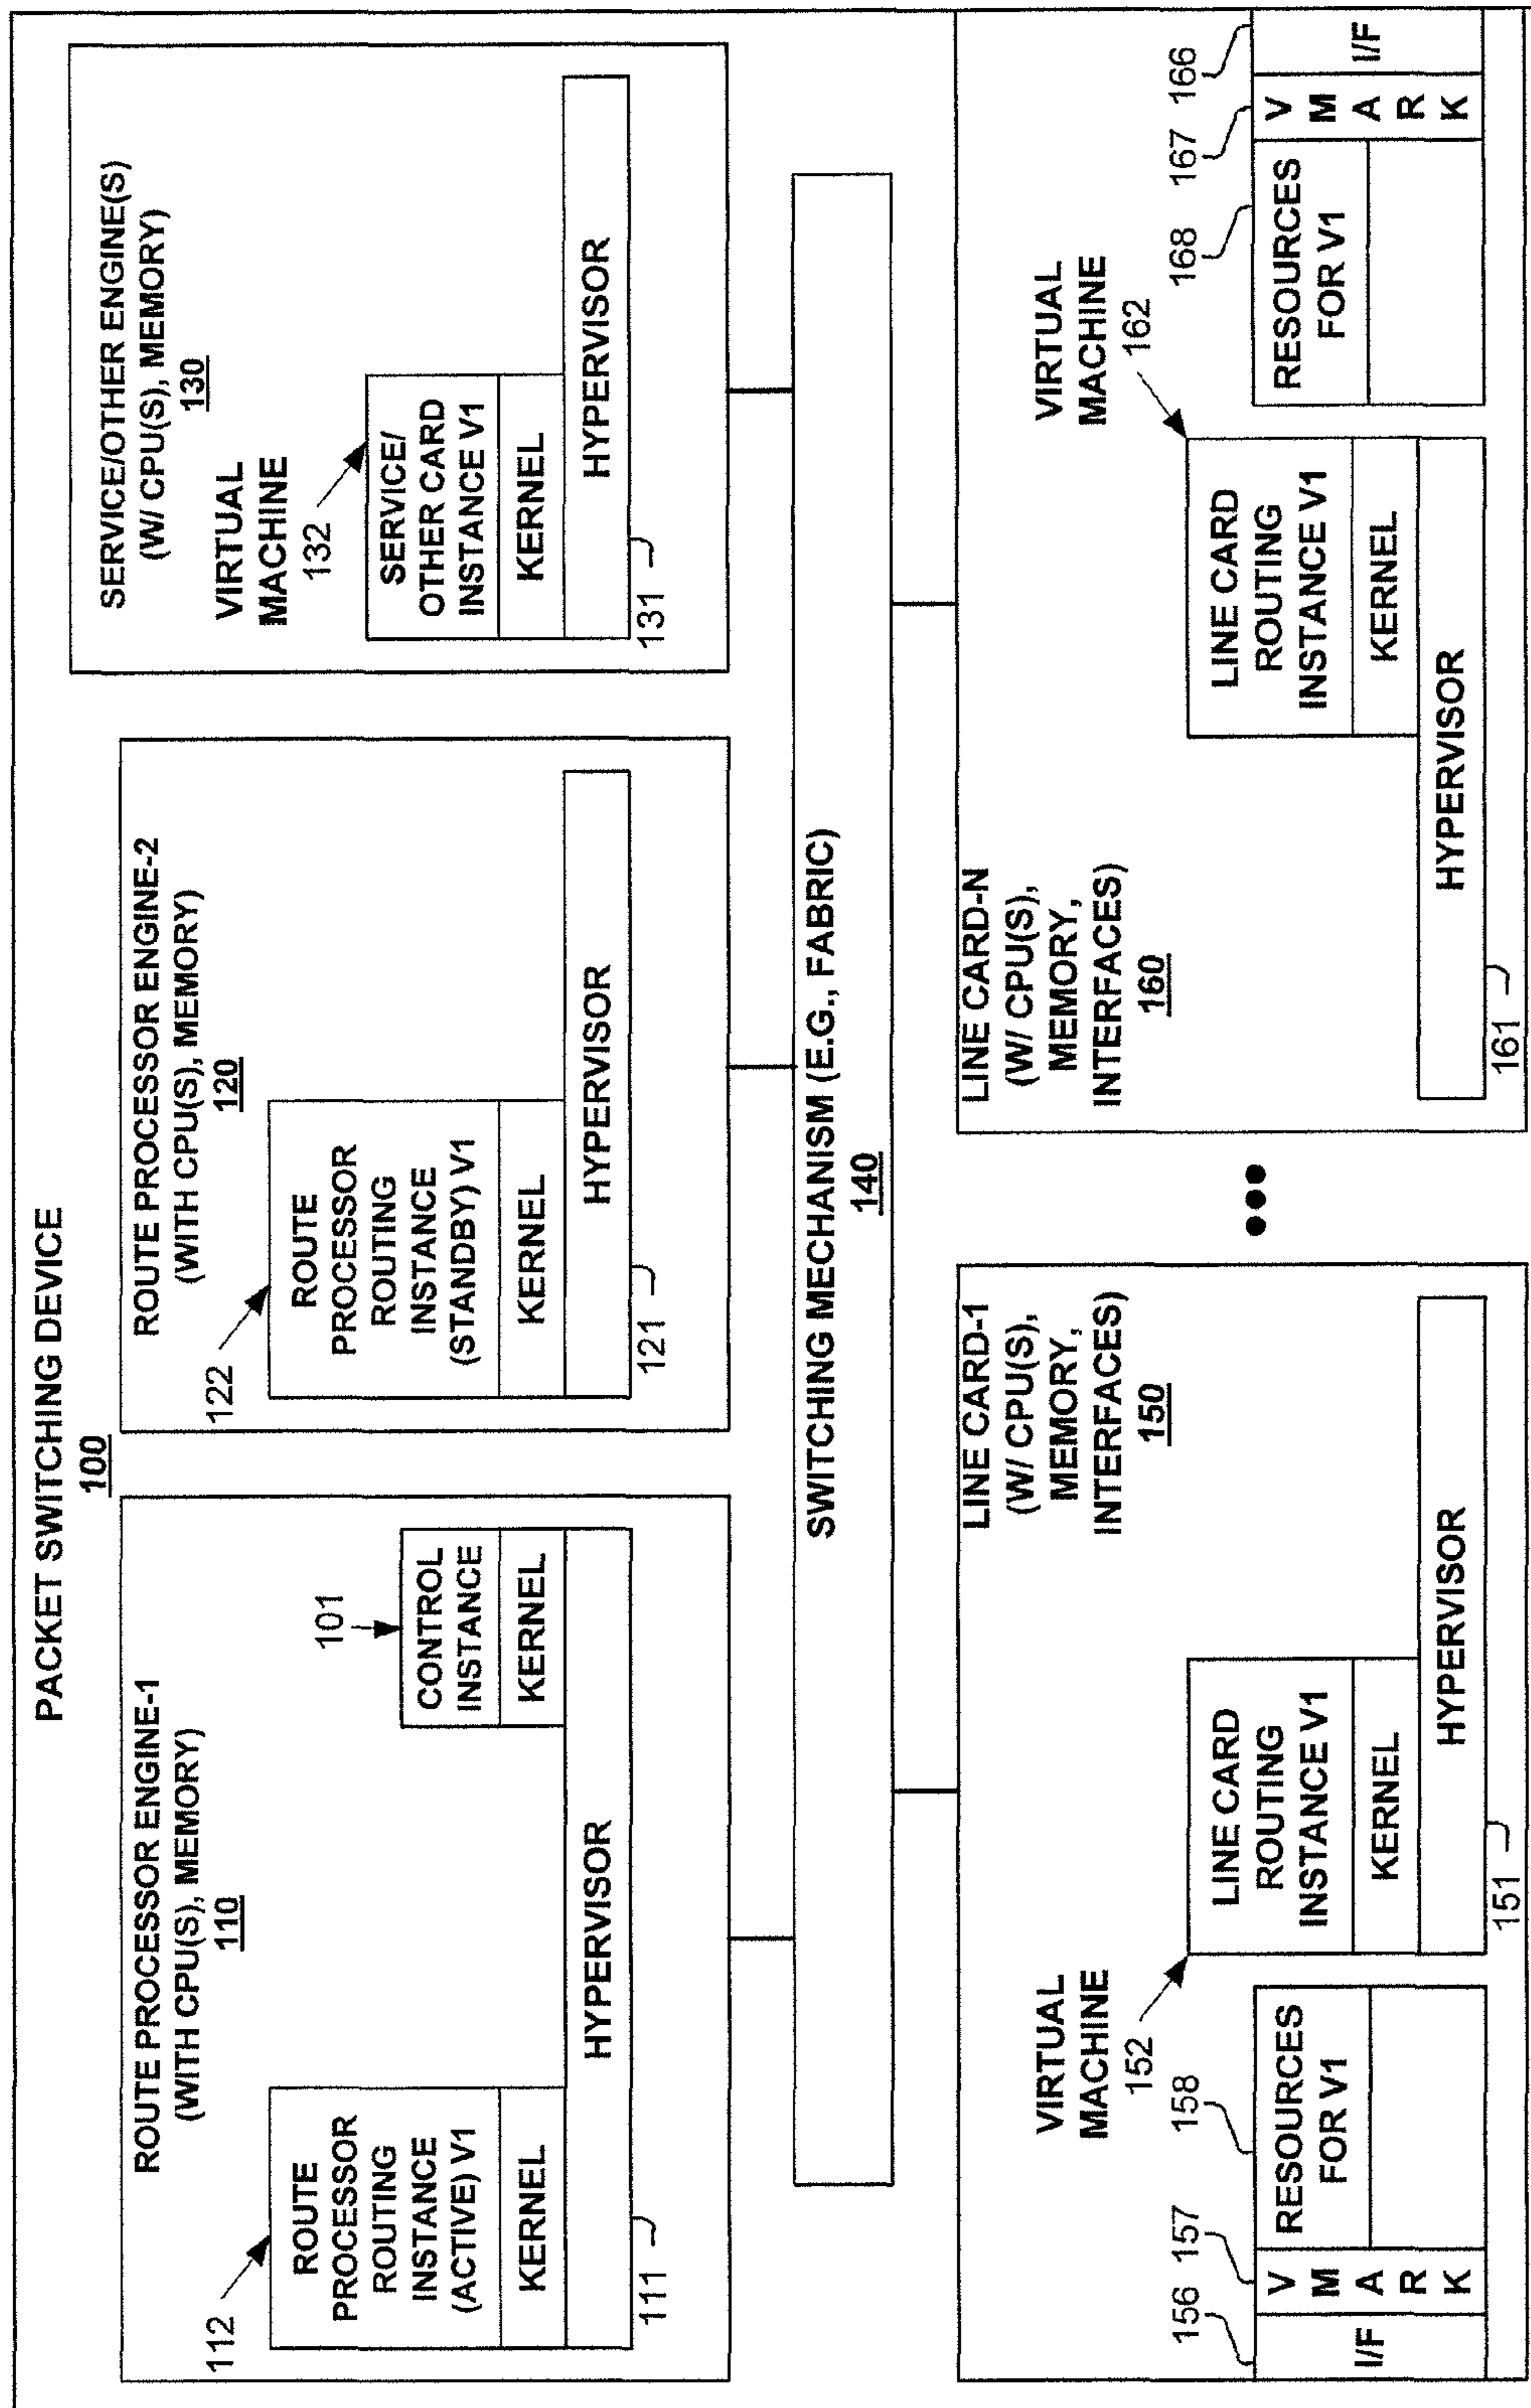 PACKET SWITCHING DEVICE
100
ROUTE PROCESSOR ENGINE-1
(WITH CPU(S), MEMORY)
110
112
ROUTE
PROCESSOR
ROUTING
INSTANCE
(ACTIVE) V1
KERNEL
101
CONTROL
INSTANCE
KERNEL
HYPERVISOR
111
ROUTE PROCESSOR ENGINE-2
(WITH CPU(S), MEMORY)
120
122
ROUTE
PROCESSOR
ROUTING
INSTANCE
(STANDBY) V1
KERNEL
HYPERVISOR
121
SERVICE/OTHER ENGINE(S)
(W/ CPU(S), MEMORY)
130
VIRTUAL
MACHINE
132
SERVICE/
OTHER CARD
INSTANCE V1
KERNEL
HYPERVISOR
131
SWITCHING MECHANISM (E.G., FABRIC)
140
LINE CARD-1
(W/ CPU(S),
MEMORY,
INTERFACES)
150
VIRTUAL
MACHINE
152
156
157
158
I/F
V
M
A
R
K
RESOURCES
FOR V1
LINE CARD
ROUTING
INSTANCE V1
KERNEL
HYPERVISOR
151
LINE CARD-N
(W/ CPU(S),
MEMORY,
INTERFACES)
160
VIRTUAL
MACHINE
162
LINE CARD
ROUTING
INSTANCE V1
KERNEL
HYPERVISOR
161
168
167
166
RESOURCES
FOR V1
V
M
A
R
K
I/F